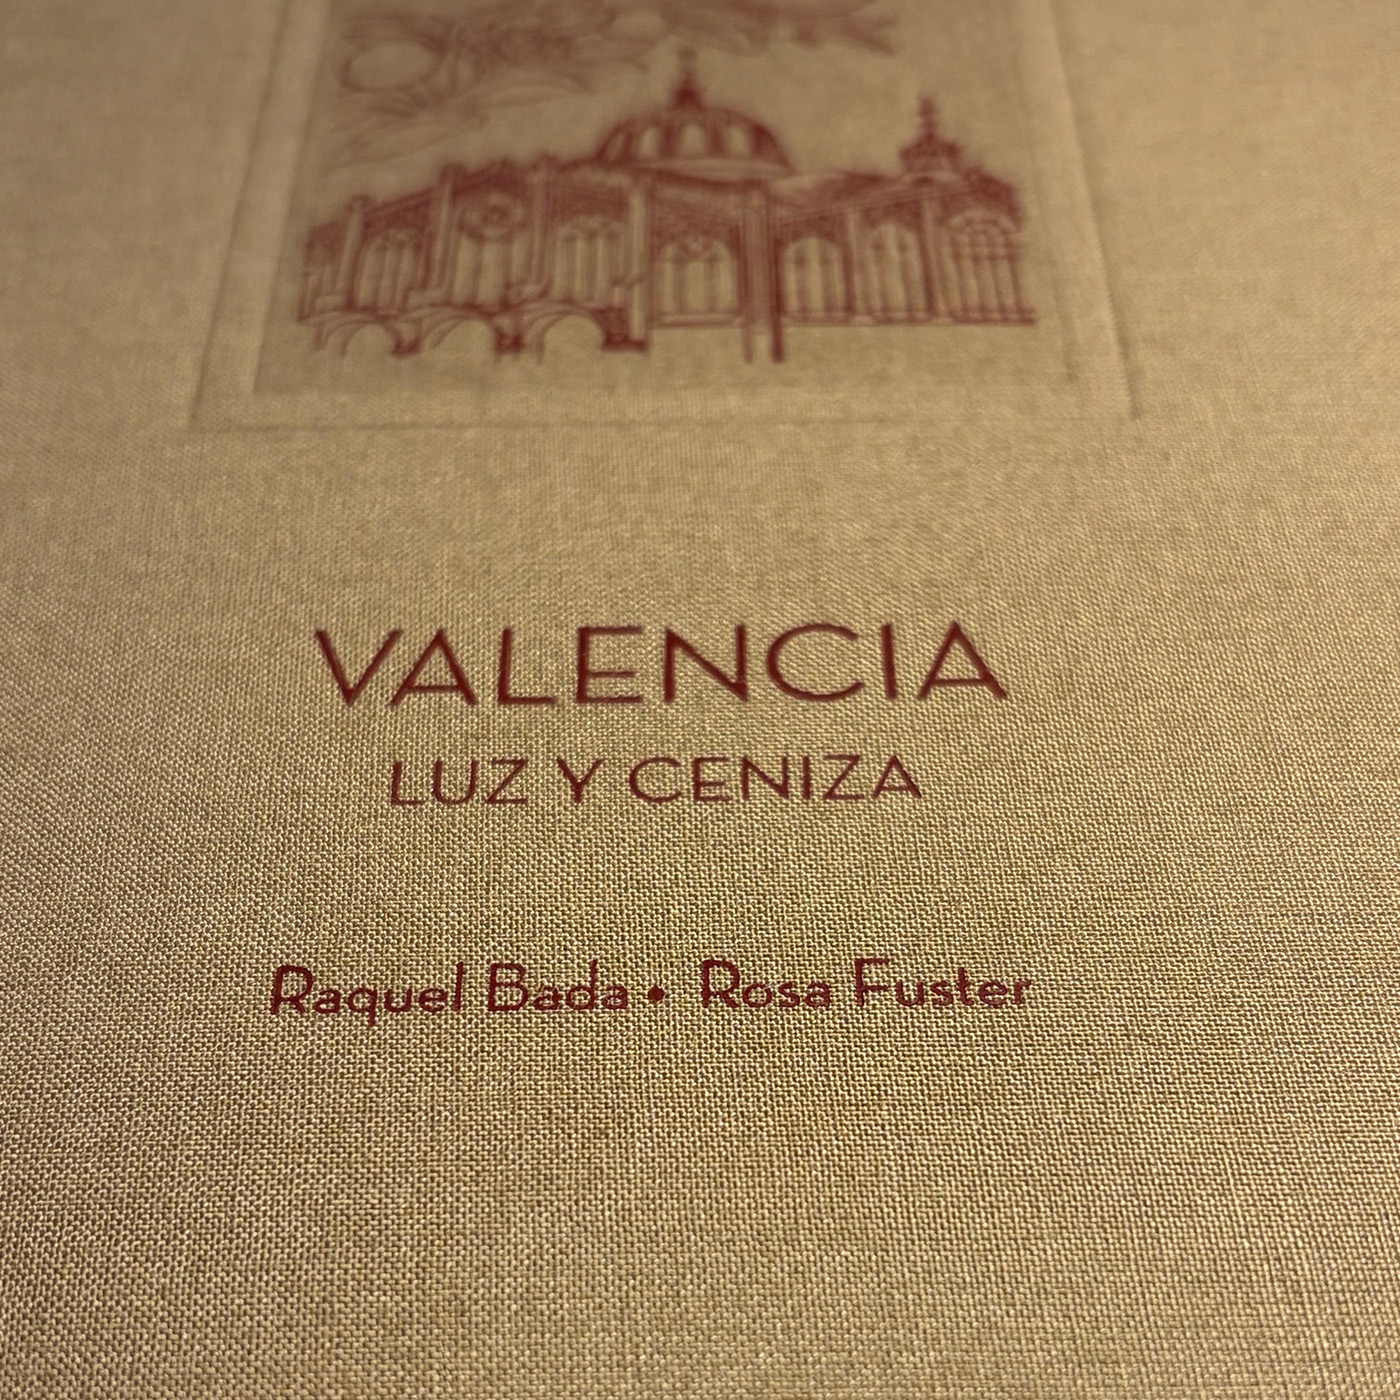 VALENCIA
LUZ Y CENIZA
Raquel Bada • Rosa Fuster